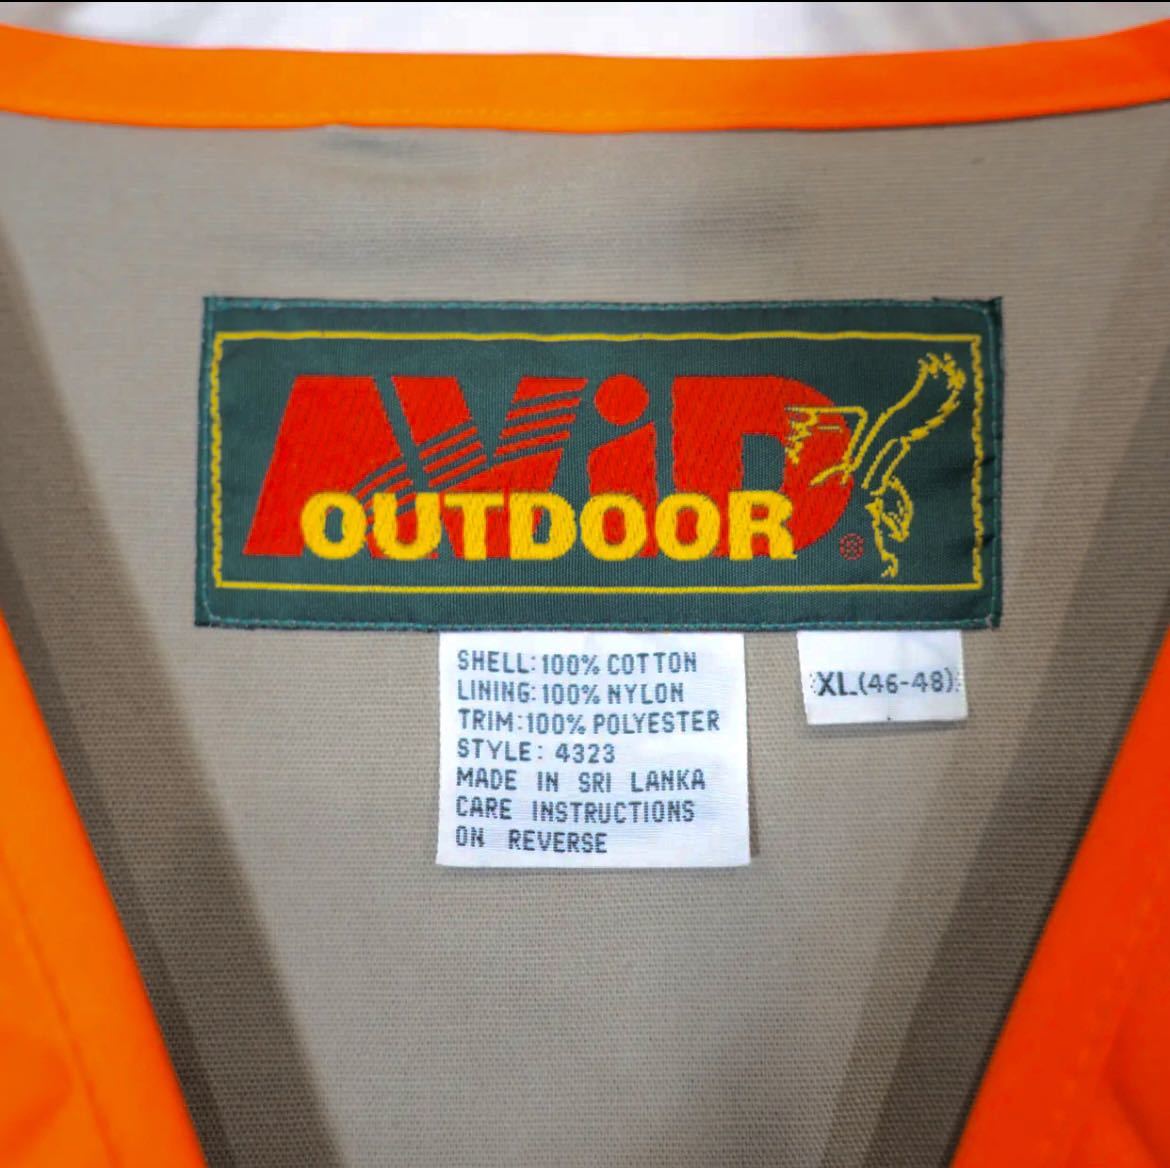 AViD
OUTDOOR ®
SHELL: 100% COTTON
LINING: 100% NYLON
TRIM: 100% POLYESTER
STYLE: 4323
MADE IN SRI LANKA
CARE INSTRUCTIONS
ON REVERSE
XL (46-48)